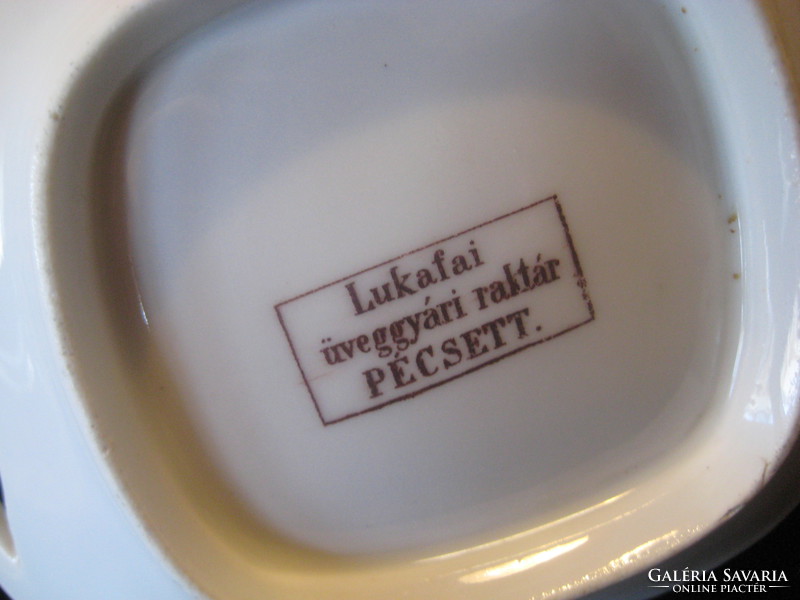 Lukafai
üveggyári raktár
PÉCSETT.
GALÉRIA SAVARIA
ONLINE PIACTÉR